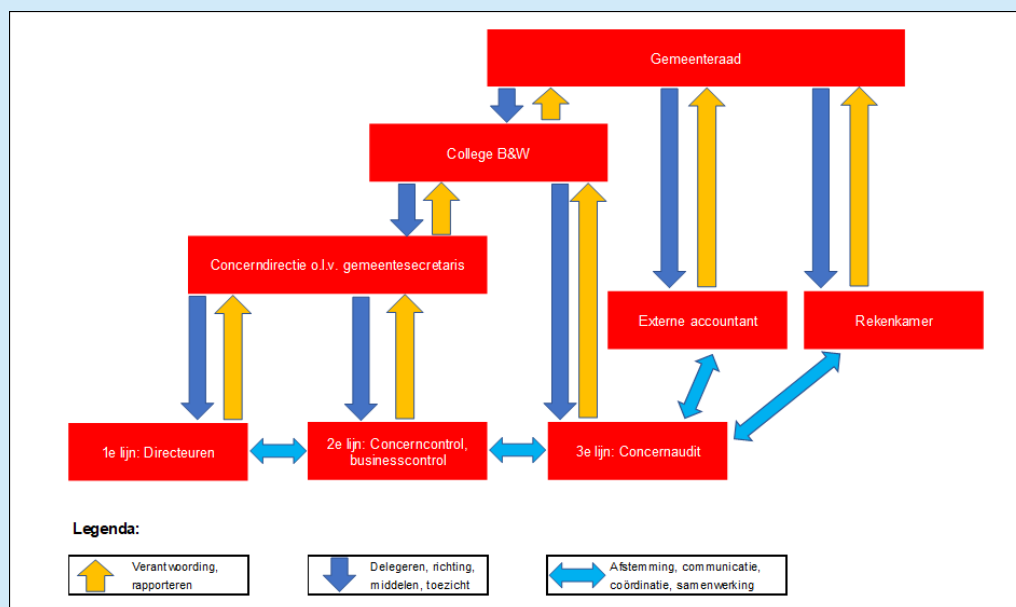 Gemeenteraad
College B&W
Concerndirectie o.l.v. gemeentesecretaris
Externe accountant
Rekenkamer
1e lijn: Directeuren
2e lijn: Concerncontrol,
businesscontrol
3e lijn: Concernaudit
Legenda:
Verantwoording,
rapporteren
Delegeren, richting,
middelen, toezicht
Afstemming, communicatie,
coördinatie, samenwerking